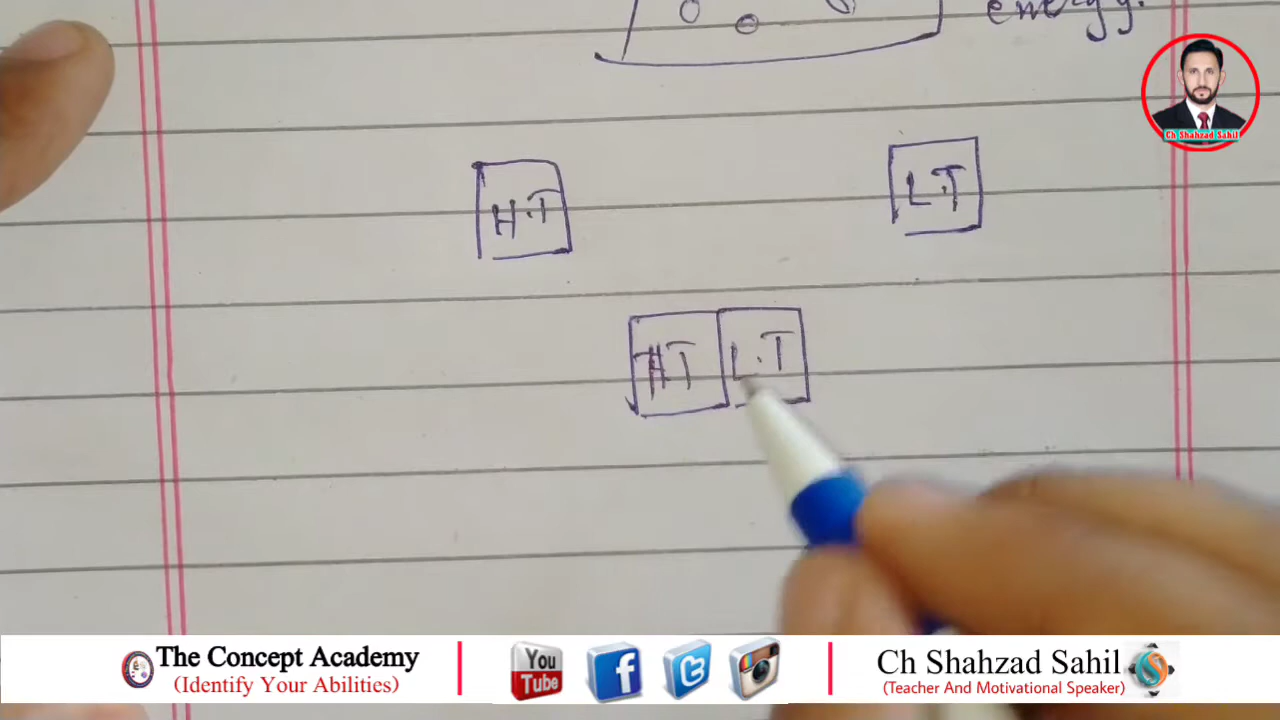 energy.
Ch Shahzad Sahil
H.T
L.T
HT
L.T
The Concept Academy
(Identify Your Abilities)
You
Tube
Ch Shahzad Sahil
(Teacher And Motivational Speaker)